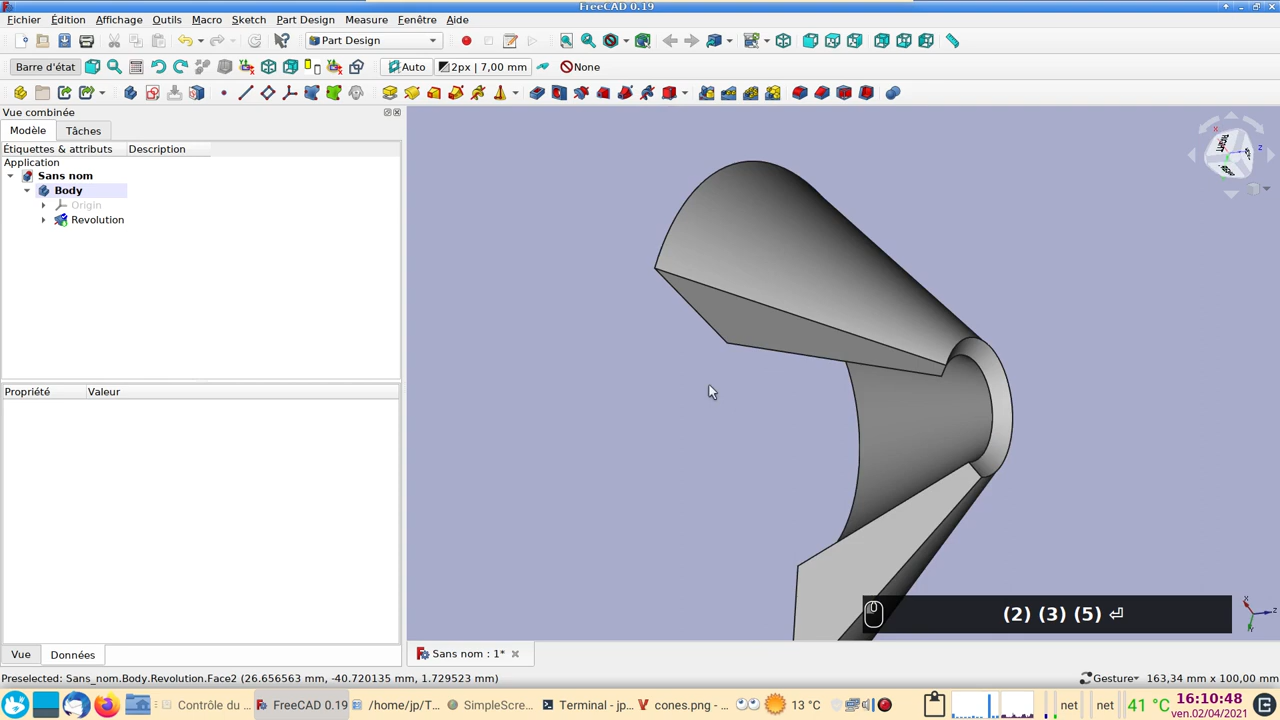 FreeCAD 0.19
Fichier Édition Affichage Outils Macro Sketch Part Design Measure Fenêtre Aide
Part Design
Barre d'état Auto 2px | 7,00 mm None
Vue combinée
Modèle Tâches
Étiquettes & attributs Description
Application
Sans nom
Body
Origin
Revolution
Propriété Valeur
(2) (3) (5) ⏎
Vue Données
Sans nom : 1*
Preselected: Sans_nom.Body.Revolution.Face2 (26.656563 mm, -40.720135 mm, 1.729523 mm) Gesture 163,34 mm x 100,00 mm
Contrôle du ... FreeCAD 0.19 /home/jp/T... SimpleScre... Terminal - jp... cones.png - ... 13 °C net net 41 °C 16:10:48
ven.02/04/2021